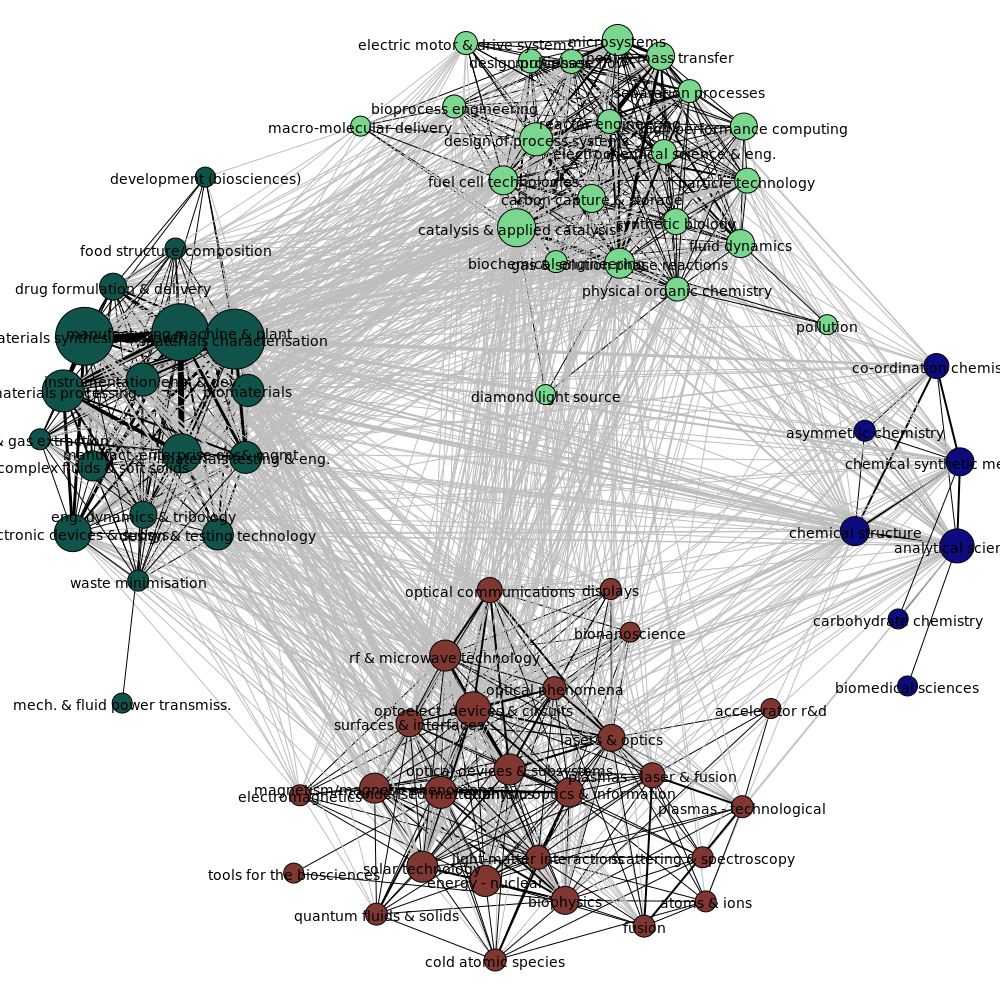 electric motor & drive systems
microsystems
mass transfer
separation processes
bioprocess engineering
macro-molecular delivery
reactor engineering
performance computing
design of process systems
electrochemical science & eng.
development (biosciences)
fuel cell technologies
particle technology
carbon capture & storage
synthetic biology
catalysis & applied catalysis
fluid dynamics
food structure/composition
biochemical engineering
gas & solution phase reactions
drug formulation & delivery
physical organic chemistry
pollution
manufacturing machine & plant
materials characterisation
co-ordination chemis
instrumentation eng. & dev.
biomaterials
materials processing
diamond light source
asymmetric chemistry
& gas extraction
manufact. enterprise ops& mgmt
materials testing & eng.
complex fluids & soft solids
chemical synthetic me
eng. dynamics & tribology
chemical structure
ctronic devices & subsys.
design & testing technology
analytical scien
waste minimisation
optical communications
displays
carbohydrate chemistry
bionanoscience
rf & microwave technology
optical phenomena
biomedical sciences
mech. & fluid power transmiss.
optoelect. devices & circuits
accelerator r&d
surfaces & interfaces
lasers & optics
optical devices & subsystems
plasmas - laser & fusion
magnetism/magnetic phenomena
electromagnetics
condensed matter physics
quantum optics & information
plasmas - technological
light-matter interactions
scattering & spectroscopy
solar technology
tools for the biosciences
energy - nuclear
biophysics
atoms & ions
quantum fluids & solids
fusion
cold atomic species